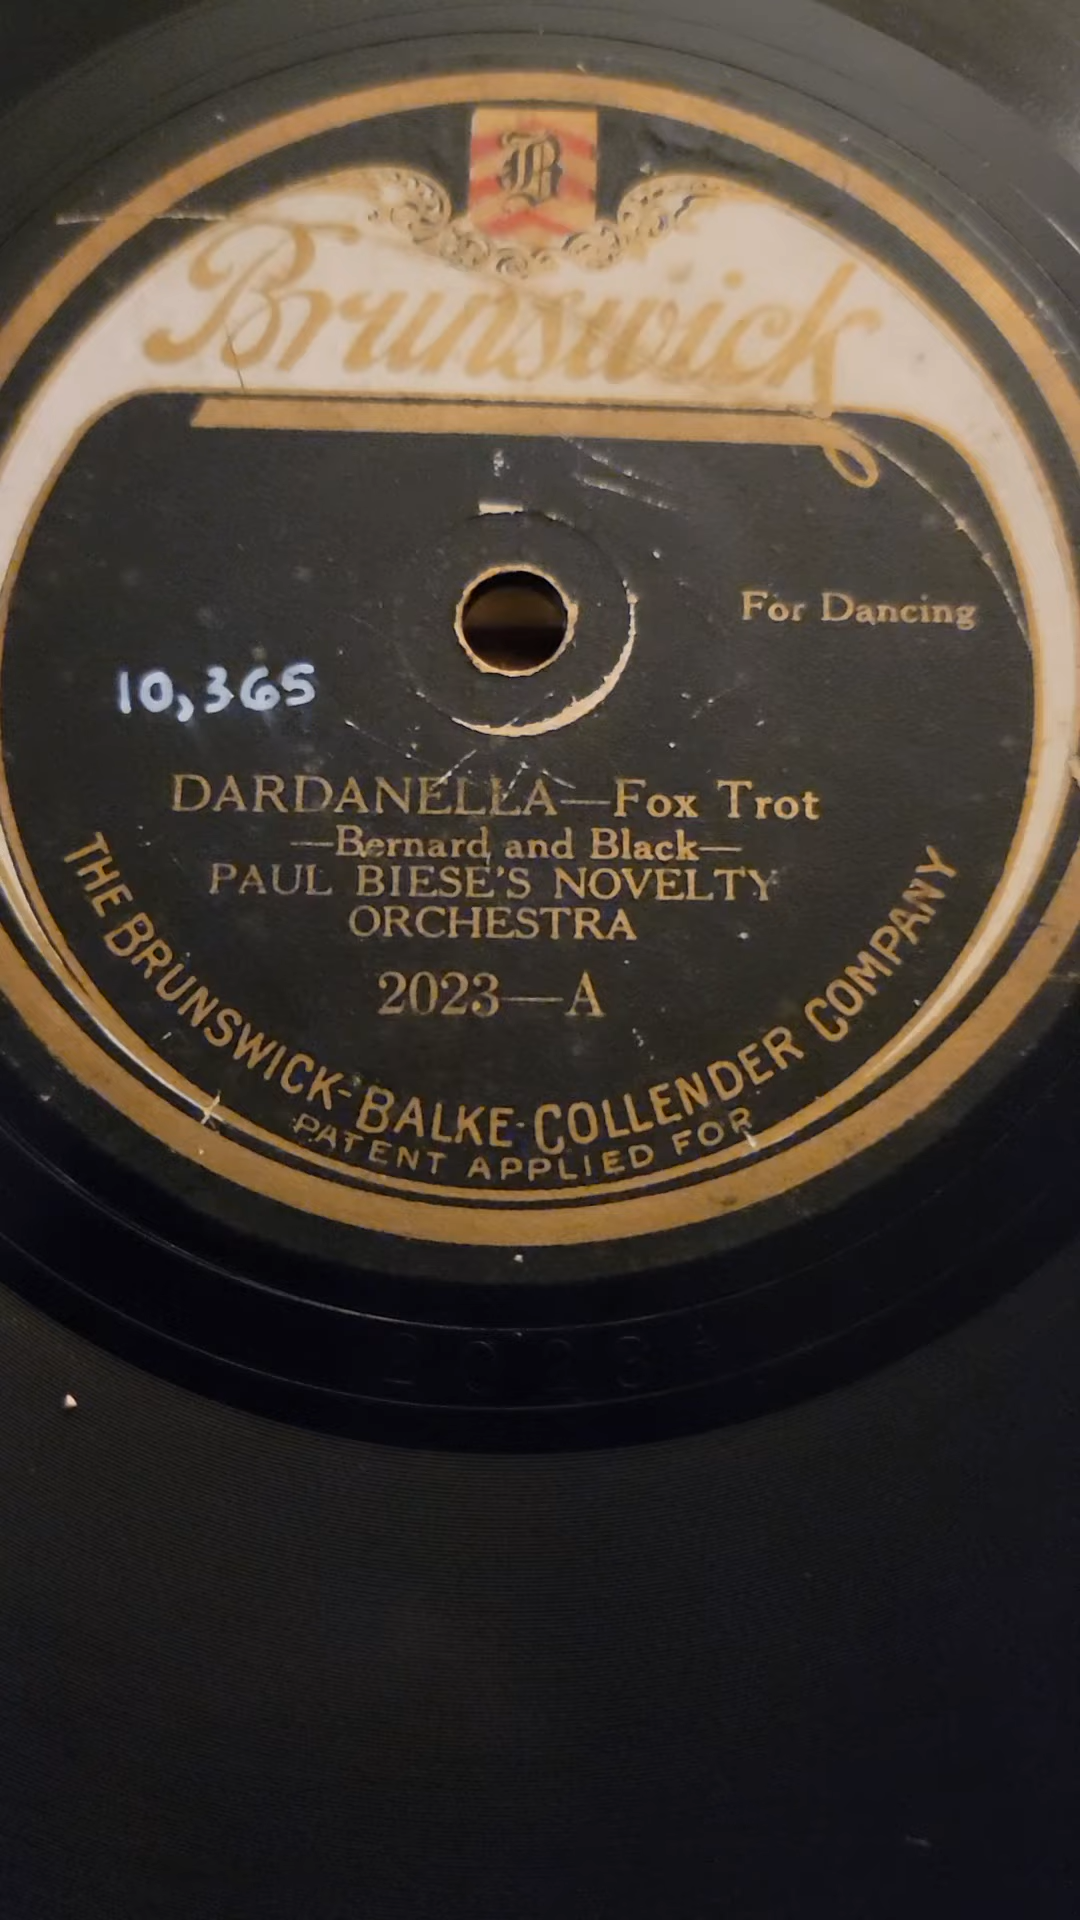 B
Brunswick
For Dancing
10,365
DARDANELLA—Fox Trot
—Bernard and Black—
PAUL BIESE'S NOVELTY
ORCHESTRA
2023—A
THE BRUNSWICK-BALKE-COLLENDER COMPANY
PATENT APPLIED FOR
2023 A